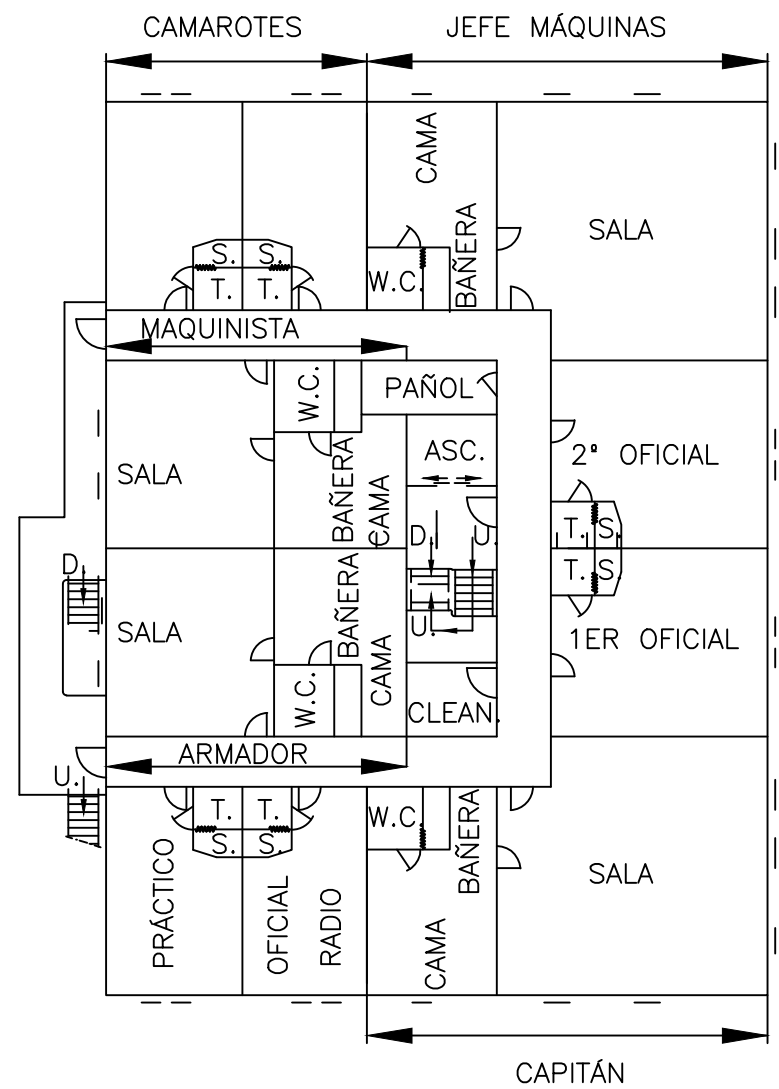 CAMAROTES
JEFE MÁQUINAS
CAMA
BAÑERA
SALA
S. S.
T. T.
W.C.
MAQUINISTA
W.C.
PAÑOL
ASC.
SALA
BAÑERA
CAMA
2º OFICIAL
T. S.
D.
D.
U.
U.
T. S.
SALA
BAÑERA
CAMA
1ER OFICIAL
W.C.
CLEAN.
ARMADOR
U.
T. T.
S. S.
W.C.
BAÑERA
SALA
PRÁCTICO
OFICIAL
RADIO
CAMA
CAPITÁN